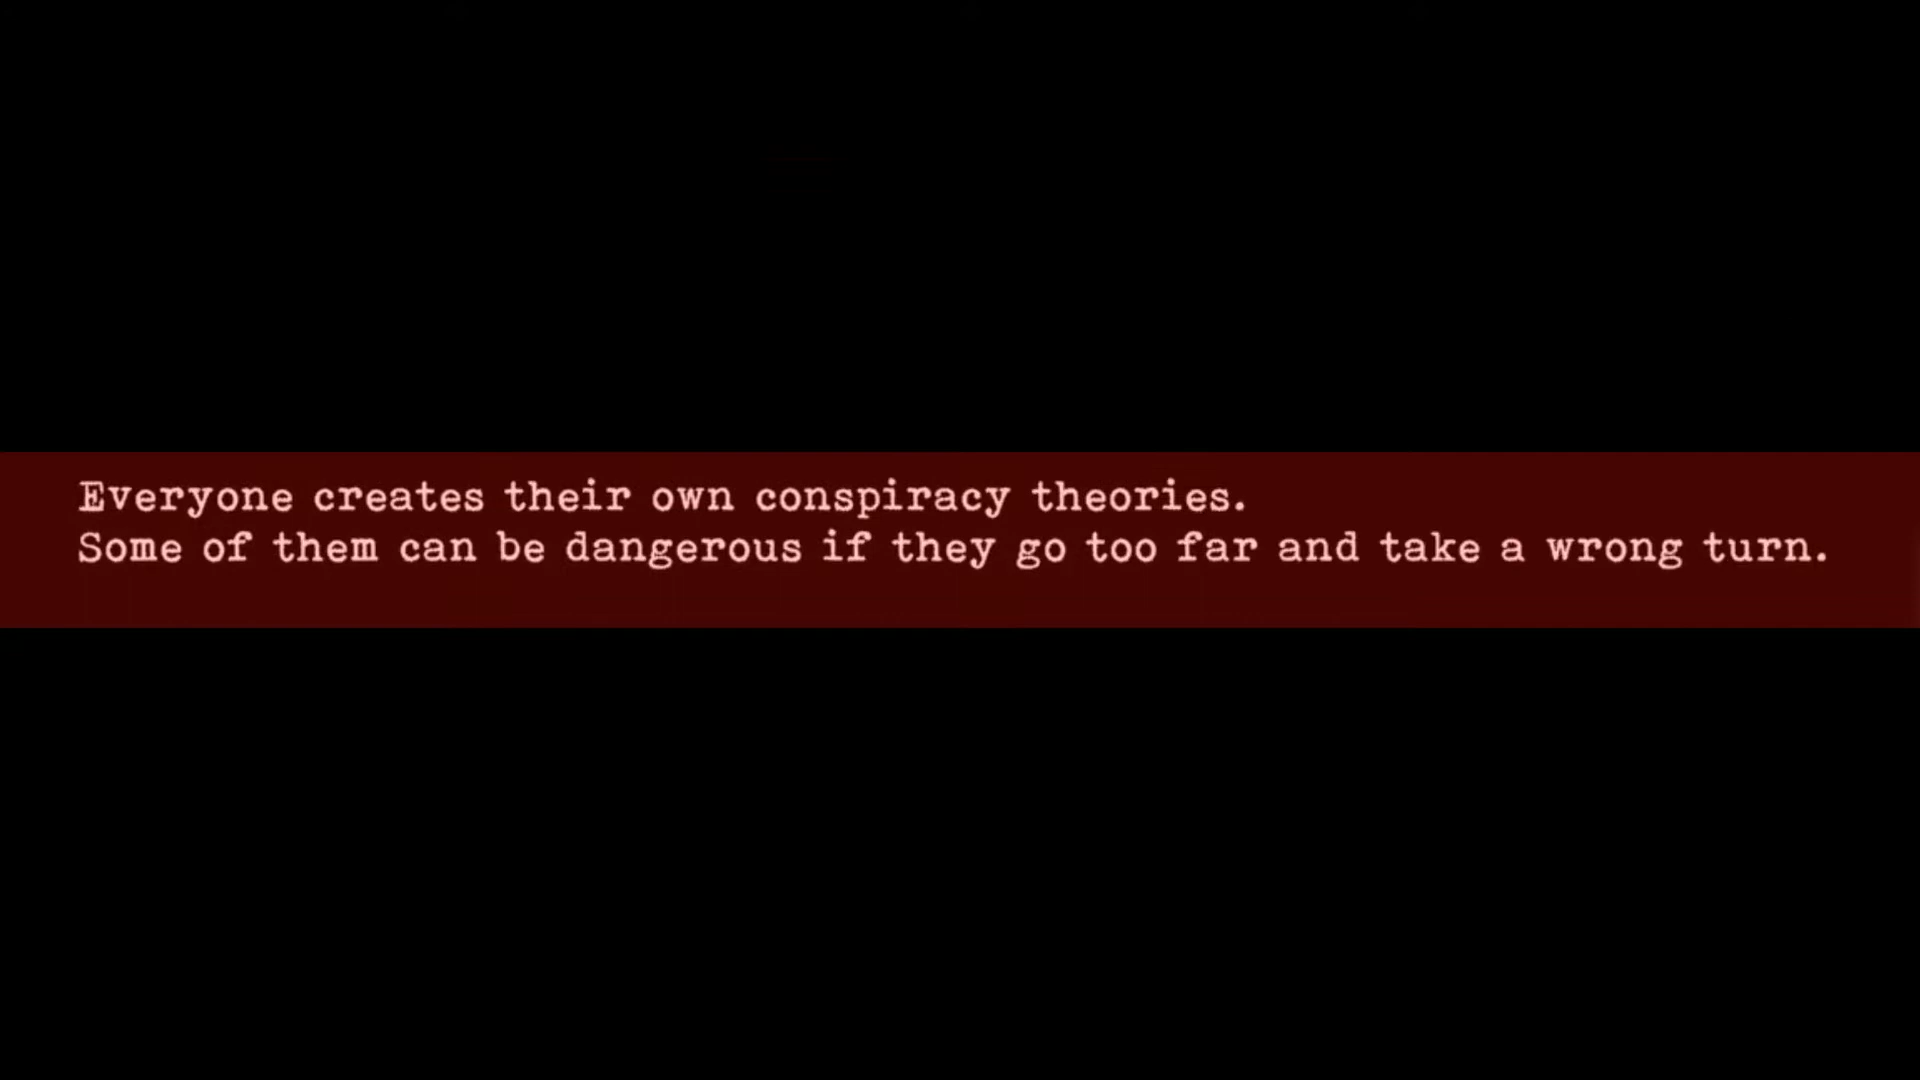 Everyone creates their own conspiracy theories.
Some of them can be dangerous if they go too far and take a wrong turn.